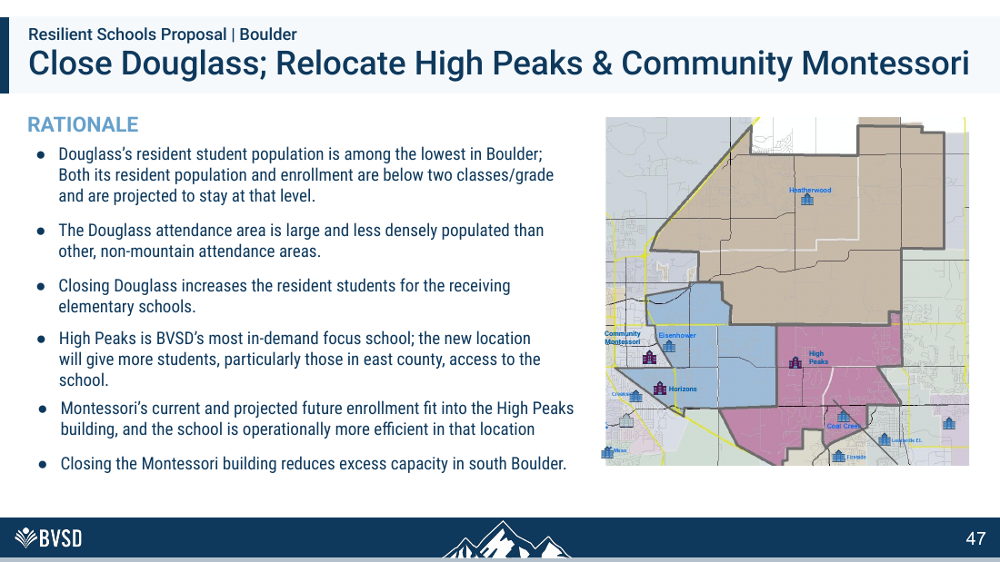 Resilient Schools Proposal | Boulder
Close Douglass; Relocate High Peaks & Community Montessori
RATIONALE
● Douglass’s resident student population is among the lowest in Boulder;
Both its resident population and enrollment are below two classes/grade
and are projected to stay at that level.
● The Douglass attendance area is large and less densely populated than
other, non-mountain attendance areas.
● Closing Douglass increases the resident students for the receiving
elementary schools.
● High Peaks is BVSD’s most in-demand focus school; the new location
will give more students, particularly those in east county, access to the
school.
● Montessori’s current and projected future enrollment fit into the High Peaks
building, and the school is operationally more efficient in that location
● Closing the Montessori building reduces excess capacity in south Boulder.
Heatherwood
Community
Montessori
Eisenhower
High
Peaks
Horizons
Coal Creek
Louisville El.
Mesa
Fireside
BVSD
47